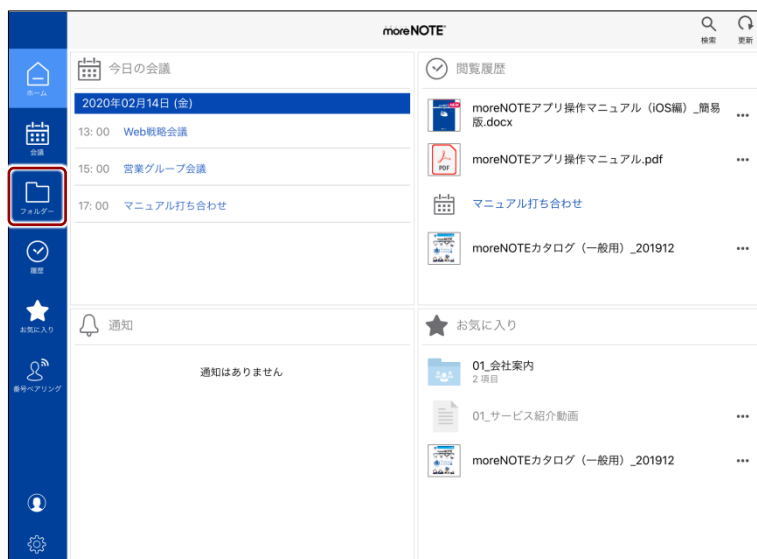 moreNOTE
検索
更新
ホーム
会議
フォルダー
履歴
お気に入り
番号ペアリング
今日の会議
2020年02月14日 (金)
13: 00 Web戦略会議
15: 00 営業グループ会議
17: 00 マニュアル打ち合わせ
閲覧履歴
moreNOTEアプリ操作マニュアル（iOS編）_簡易
版.docx
PDF
moreNOTEアプリ操作マニュアル.pdf
マニュアル打ち合わせ
moreNOTEカタログ（一般用）_201912
通知
通知はありません
お気に入り
01_会社案内
2 項目
01_サービス紹介動画
moreNOTEカタログ（一般用）_201912